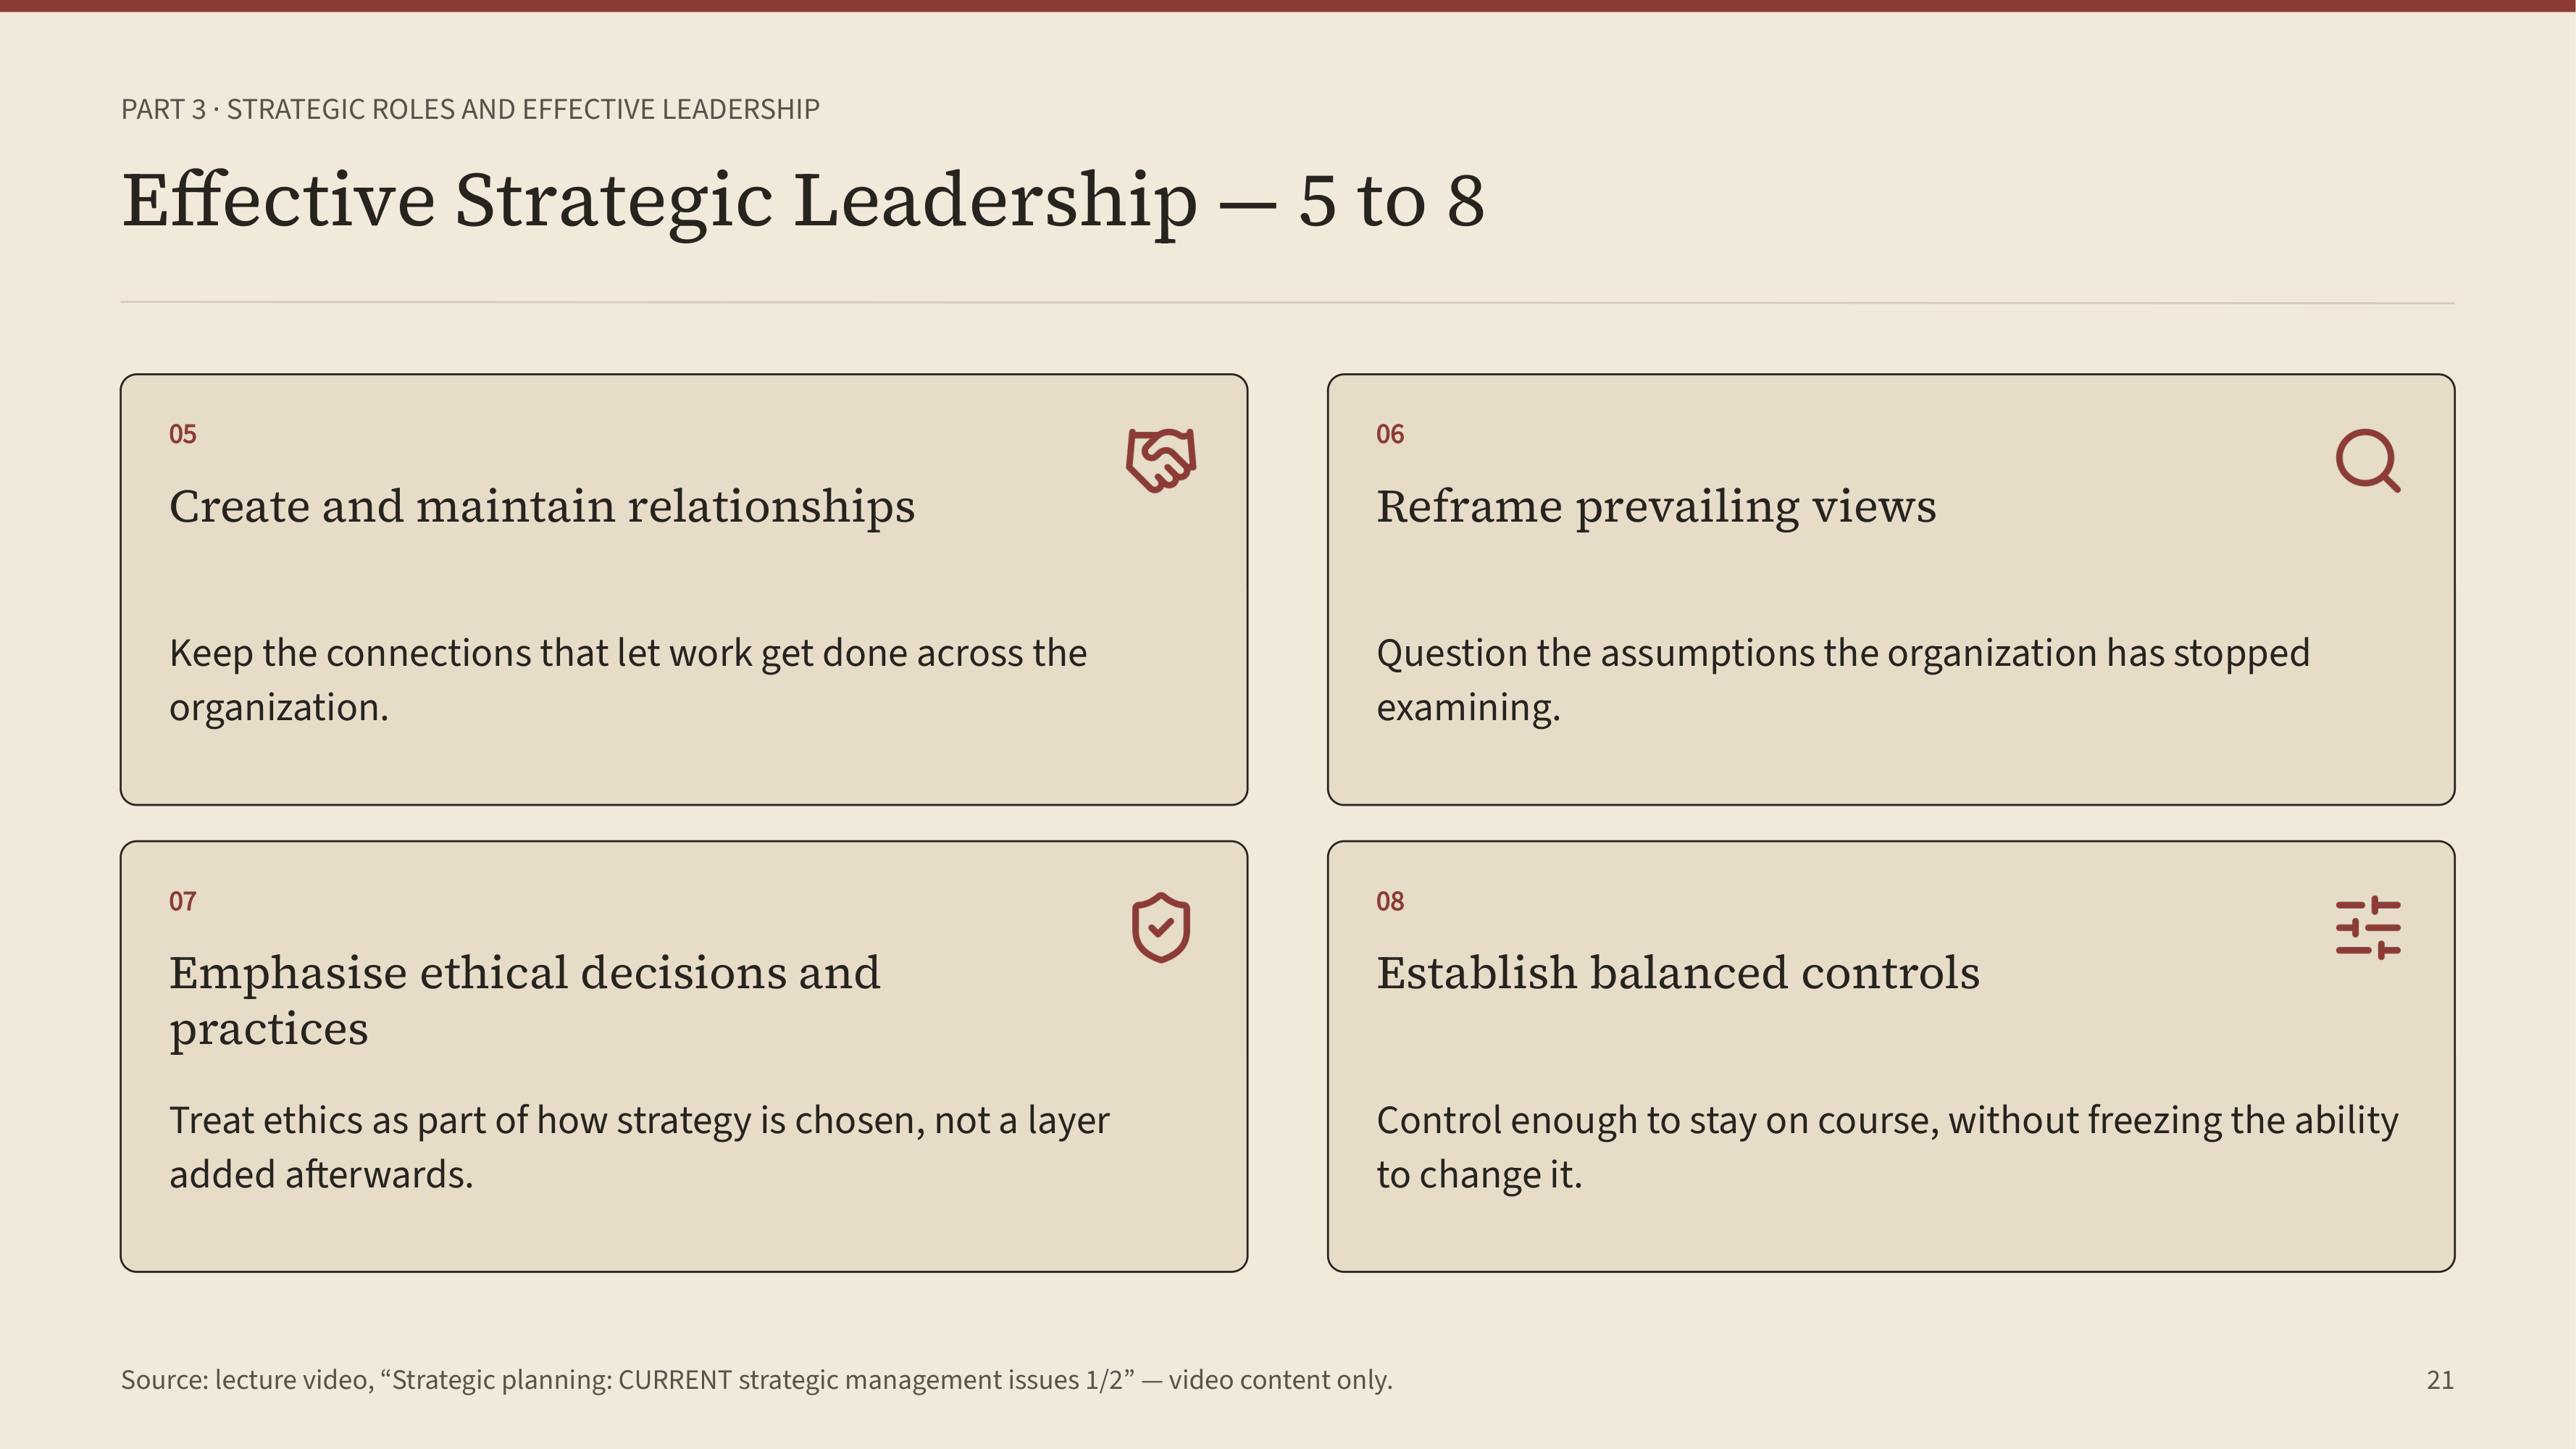 PART 3 · STRATEGIC ROLES AND EFFECTIVE LEADERSHIP
Effective Strategic Leadership — 5 to 8
05
Create and maintain relationships
Keep the connections that let work get done across the
organization.
06
Reframe prevailing views
Question the assumptions the organization has stopped
examining.
07
Emphasise ethical decisions and
practices
Treat ethics as part of how strategy is chosen, not a layer
added afterwards.
08
Establish balanced controls
Control enough to stay on course, without freezing the ability
to change it.
Source: lecture video, “Strategic planning: CURRENT strategic management issues 1/2” — video content only.
21